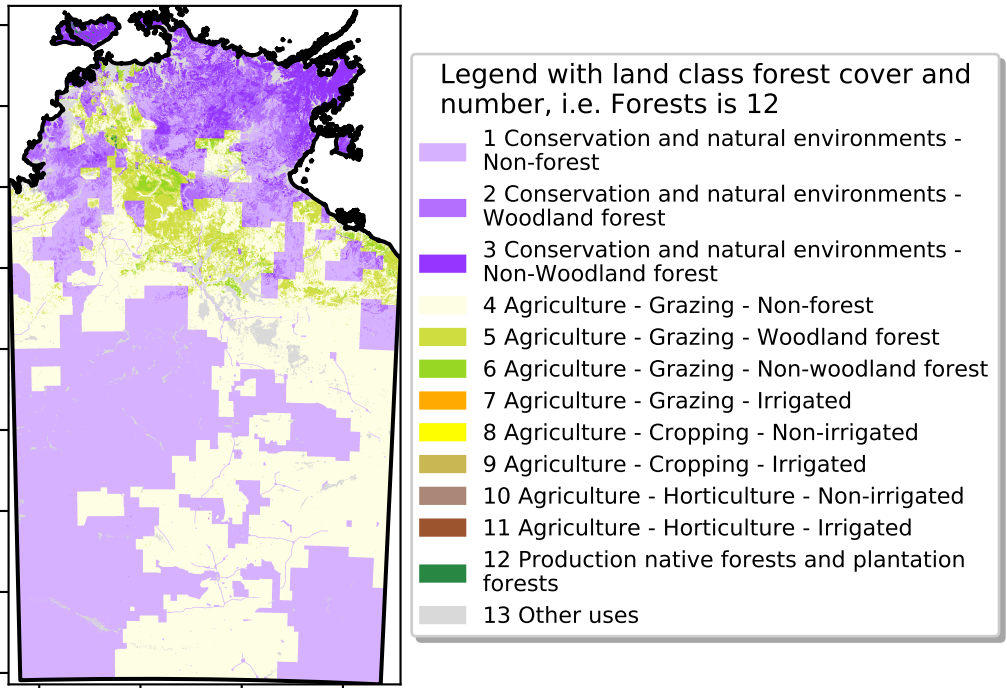 Legend with land class forest cover and
number, i.e. Forests is 12
1 Conservation and natural environments -
Non-forest
2 Conservation and natural environments -
Woodland forest
3 Conservation and natural environments -
Non-Woodland forest
4 Agriculture - Grazing - Non-forest
5 Agriculture - Grazing - Woodland forest
6 Agriculture - Grazing - Non-woodland forest
7 Agriculture - Grazing - Irrigated
8 Agriculture - Cropping - Non-irrigated
9 Agriculture - Cropping - Irrigated
10 Agriculture - Horticulture - Non-irrigated
11 Agriculture - Horticulture - Irrigated
12 Production native forests and plantation
forests
13 Other uses